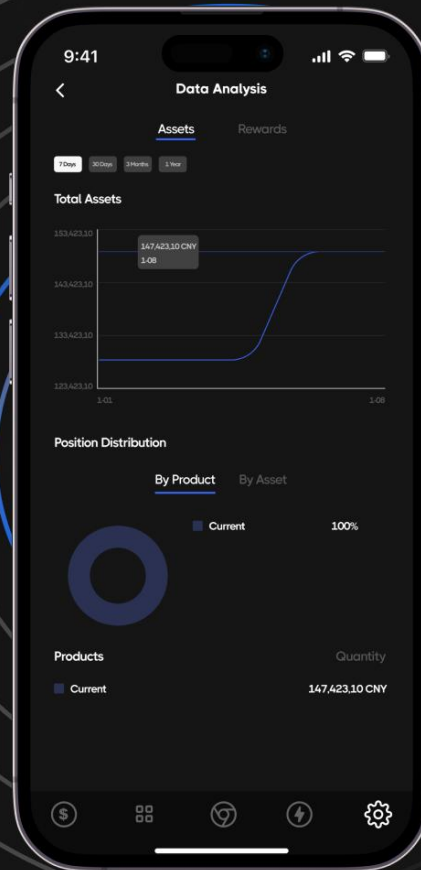 9:41
Data Analysis
Assets Rewards
7 Days 30 Days 3 Months 1 Year
Total Assets
153,423,10
147,423,10 CNY
1-08
143,423,10
133,423,10
123,423,10
1-01 1-08
Position Distribution
By Product By Asset
Current 100%
Products Quantity
Current 147,423,10 CNY